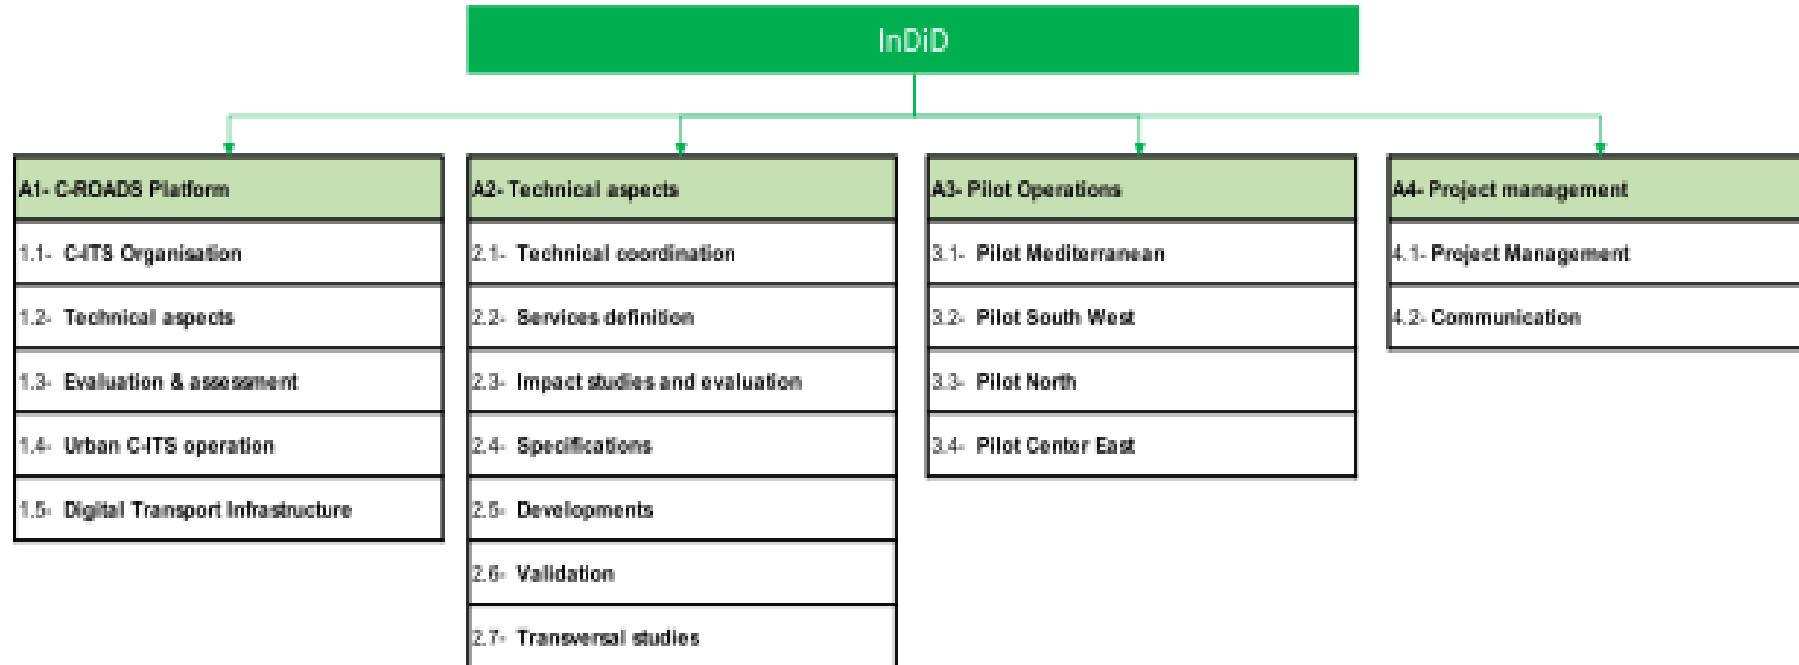 InDiD
A1- C-ROADS Platform
1.1- C-ITS Organisation
1.2- Technical aspects
1.3- Evaluation & assessment
1.4- Urban C-ITS operation
1.5- Digital Transport Infrastructure
A2- Technical aspects
2.1- Technical coordination
2.2- Services definition
2.3- Impact studies and evaluation
2.4- Specifications
2.5- Developments
2.6- Validation
2.7- Transversal studies
A3- Pilot Operations
3.1- Pilot Mediterranean
3.2- Pilot South West
3.3- Pilot North
3.4- Pilot Center East
A4- Project management
4.1- Project Management
4.2- Communication